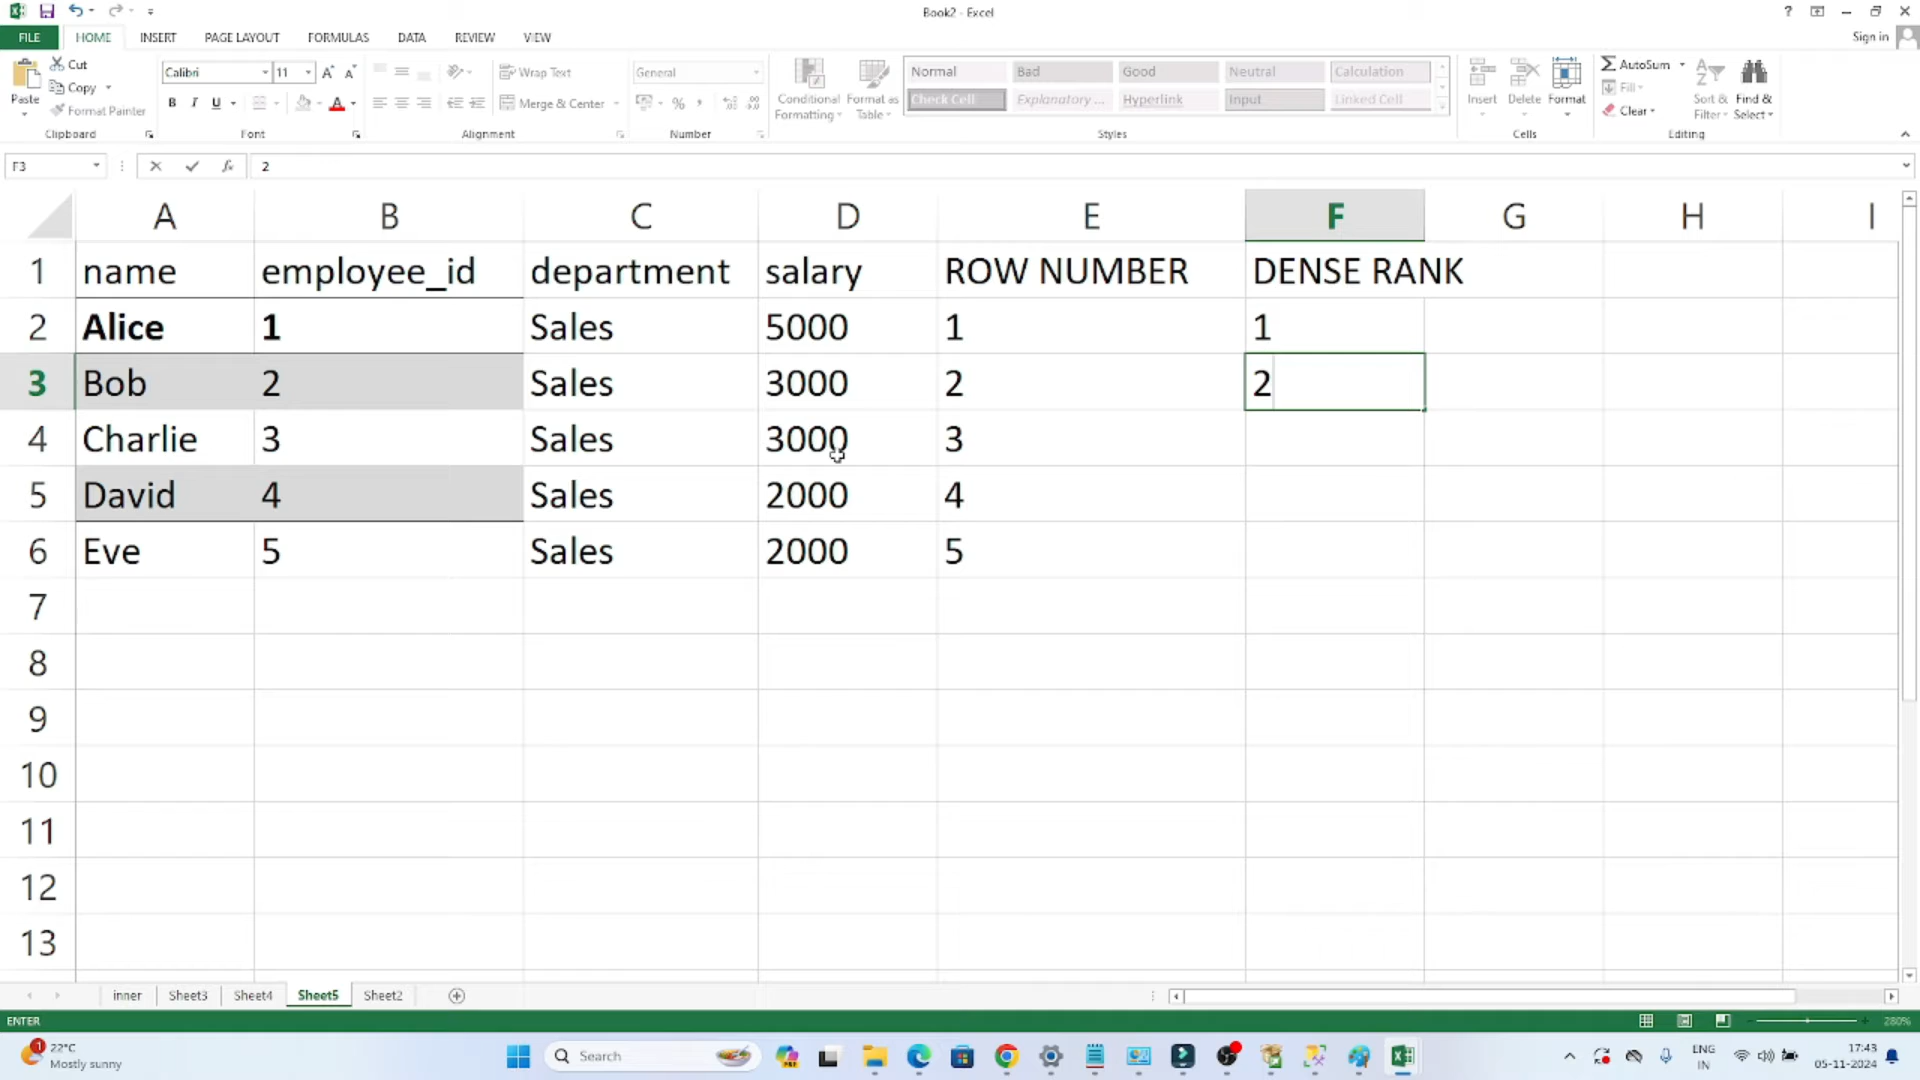 Book2 - Excel
?
FILE HOME INSERT PAGE LAYOUT FORMULAS DATA REVIEW VIEW Sign in
Paste
Cut
Copy
Format Painter
Clipboard
Calibri 11
B I U
Font
Wrap Text
Merge & Center
Alignment
General
%
Number
Conditional Formatting
Format as Table
Normal Bad Good Neutral Calculation
Check Cell Explanatory ... Hyperlink Input Linked Cell
Styles
Insert Delete Format
Cells
AutoSum
Fill
Clear
Sort & Filter
Find & Select
Editing
F3 fx 2
A B C D E F G H I
1 name employee_id department salary ROW NUMBER DENSE RANK
2 Alice 1 Sales 5000 1 1
3 Bob 2 Sales 3000 2 2
4 Charlie 3 Sales 3000 3
5 David 4 Sales 2000 4
6 Eve 5 Sales 2000 5
7
8
9
10
11
12
13
inner Sheet3 Sheet4 Sheet5 Sheet2
ENTER 280%
1 22°C
Mostly sunny
Search
ENG
IN
17:43
05-11-2024